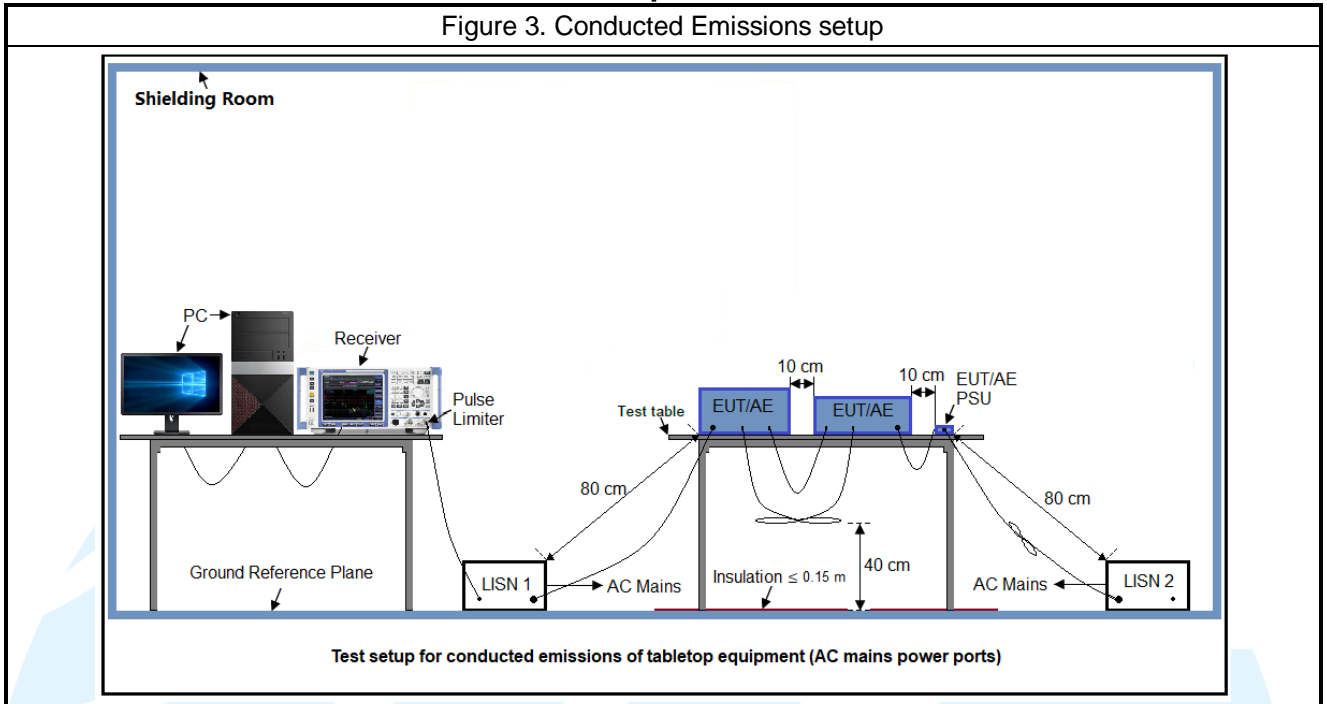 Figure 3. Conducted Emissions setup
Shielding Room
PC
Receiver
Pulse
Limiter
10 cm
10 cm
EUT/AE
PSU
Test table
EUT/AE
EUT/AE
80 cm
80 cm
Ground Reference Plane
LISN 1
AC Mains
Insulation ≤ 0.15 m
40 cm
AC Mains
LISN 2
Test setup for conducted emissions of tabletop equipment (AC mains power ports)